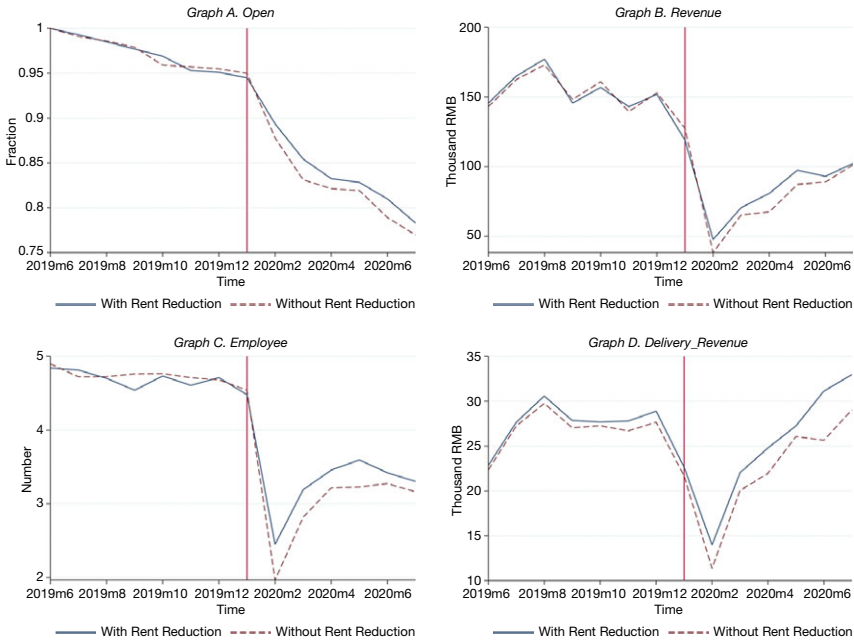 Graph A. Open
1
0.95
0.9
0.85
0.8
0.75
Fraction
2019m6 2019m8 2019m10 2019m12 2020m2 2020m4 2020m6
Time
With Rent Reduction Without Rent Reduction
Graph B. Revenue
200
150
100
50
Thousand RMB
2019m6 2019m8 2019m10 2019m12 2020m2 2020m4 2020m6
Time
With Rent Reduction Without Rent Reduction
Graph C. Employee
5
4
3
2
Number
2019m6 2019m8 2019m10 2019m12 2020m2 2020m4 2020m6
Time
With Rent Reduction Without Rent Reduction
Graph D. Delivery_Revenue
35
30
25
20
15
10
Thousand RMB
2019m6 2019m8 2019m10 2019m12 2020m2 2020m4 2020m6
Time
With Rent Reduction Without Rent Reduction